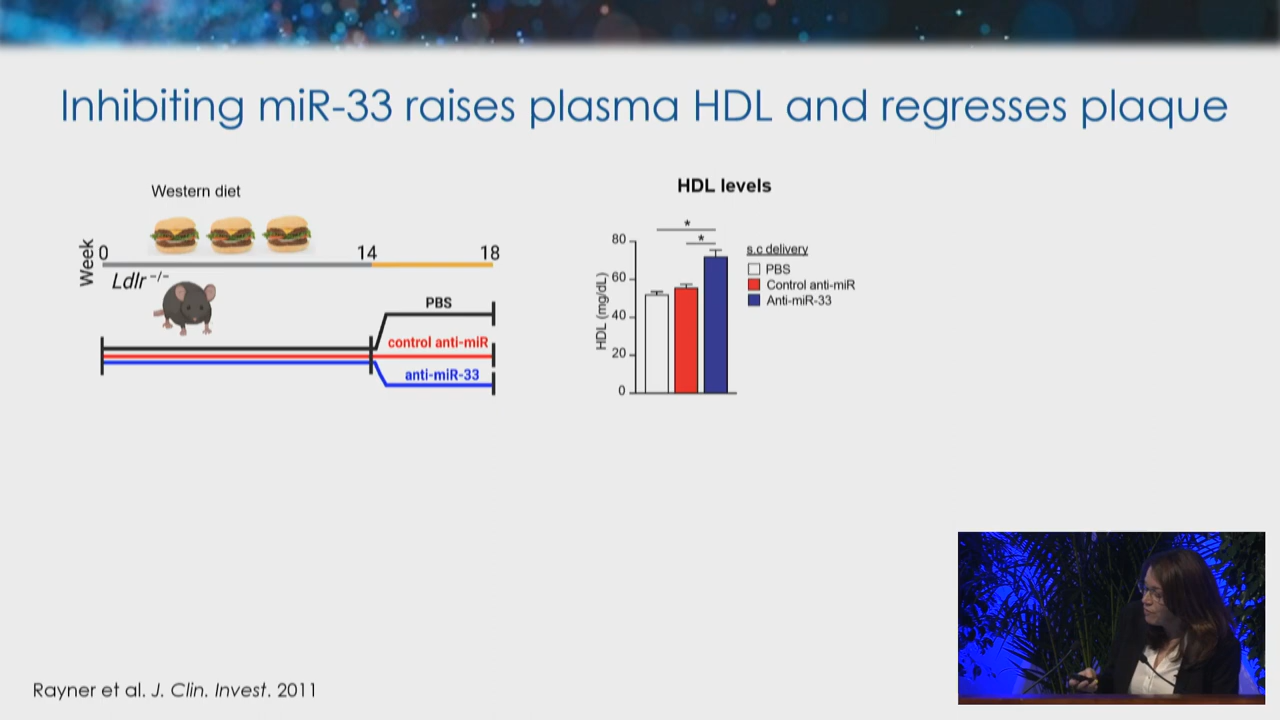 Inhibiting miR-33 raises plasma HDL and regresses plaque
Western diet
Week
0
14
18
Ldlr −/−
PBS
control anti-miR
anti-miR-33
HDL levels
*
*
HDL (mg/dL)
80
60
40
20
0
s.c delivery
PBS
Control anti-miR
Anti-miR-33
Rayner et al. J. Clin. Invest. 2011